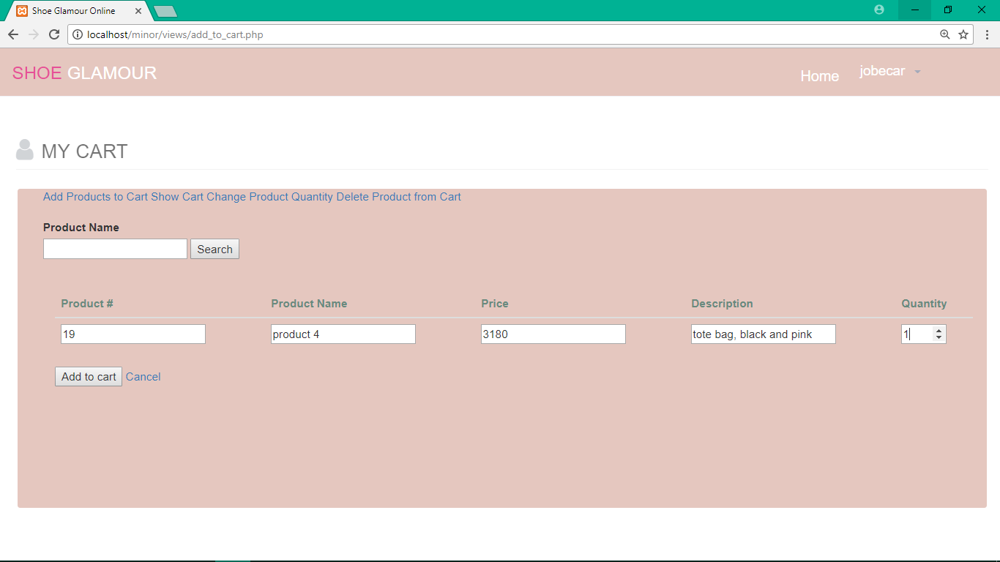 Shoe Glamour Online
localhost/minor/views/add_to_cart.php
SHOE GLAMOUR
Home
jobecar
MY CART
Add Products to Cart Show Cart Change Product Quantity Delete Product from Cart
Product Name
Search
Product # Product Name Price Description Quantity
19 product 4 3180 tote bag, black and pink 1
Add to cart Cancel